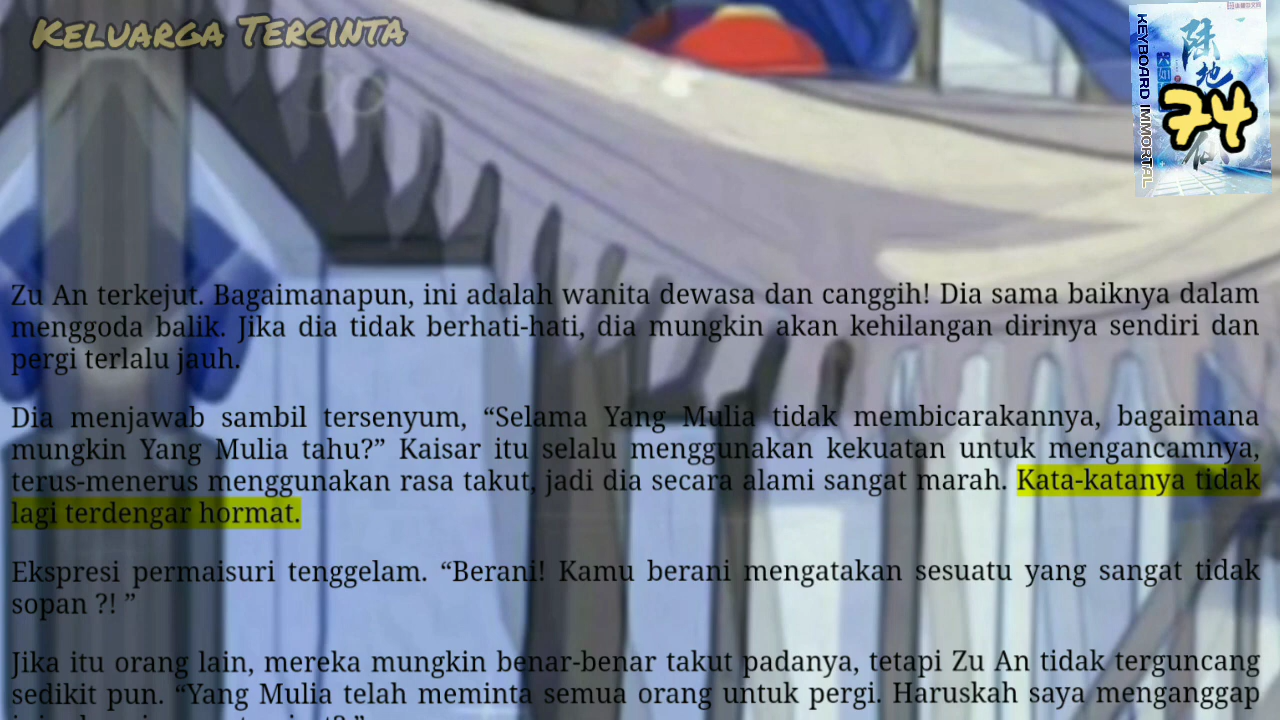 Keluarga Tercinta
KEYBOARD IMMORTAL
陆地
74
仙
Zu An terkejut. Bagaimanapun, ini adalah wanita dewasa dan canggih! Dia sama baiknya dalam
menggoda balik. Jika dia tidak berhati-hati, dia mungkin akan kehilangan dirinya sendiri dan
pergi terlalu jauh.
Dia menjawab sambil tersenyum, “Selama Yang Mulia tidak membicarakannya, bagaimana
mungkin Yang Mulia tahu?” Kaisar itu selalu menggunakan kekuatan untuk mengancamnya,
terus-menerus menggunakan rasa takut, jadi dia secara alami sangat marah. Kata-katanya tidak
lagi terdengar hormat.
Ekspresi permaisuri tenggelam. “Berani! Kamu berani mengatakan sesuatu yang sangat tidak
sopan ?! ”
Jika itu orang lain, mereka mungkin benar-benar takut padanya, tetapi Zu An tidak terguncang
sedikit pun. “Yang Mulia telah meminta semua orang untuk pergi. Haruskah saya menganggap